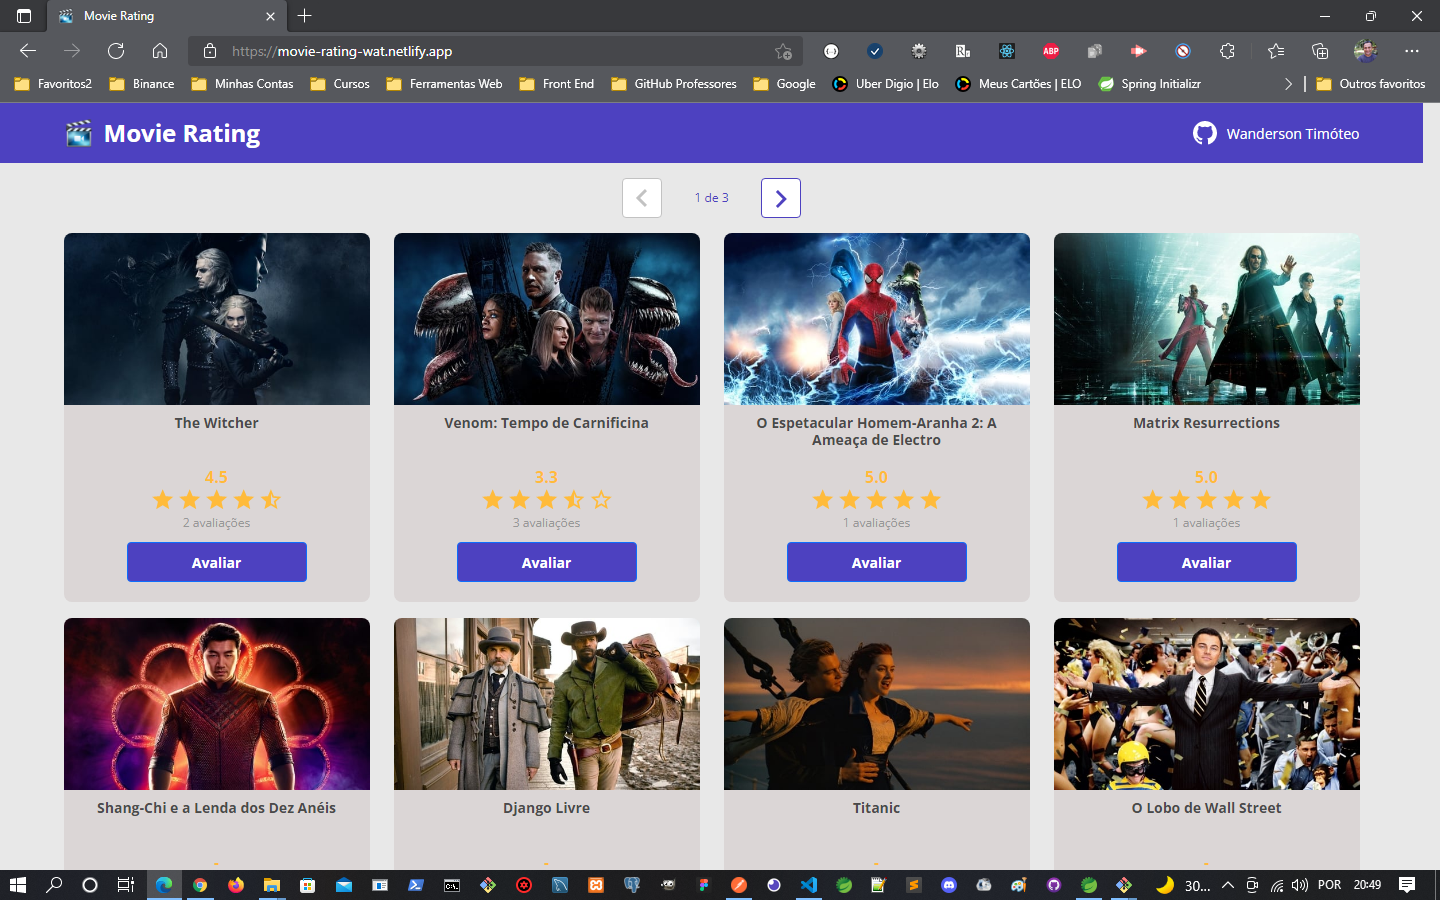 Movie Rating
https://movie-rating-wat.netlify.app
ABP
Favoritos2
Binance
Minhas Contas
Cursos
Ferramentas Web
Front End
GitHub Professores
Google
Uber Digio | Elo
Meus Cartões | ELO
Spring Initializr
Outros favoritos
Movie Rating
Wanderson Timóteo
1 de 3
The Witcher
4.5
2 avaliações
Avaliar
Venom: Tempo de Carnificina
3.3
3 avaliações
Avaliar
O Espetacular Homem-Aranha 2: A
Ameaça de Electro
5.0
1 avaliações
Avaliar
Matrix Resurrections
5.0
1 avaliações
Avaliar
Shang-Chi e a Lenda dos Dez Anéis
-
Django Livre
-
Titanic
-
O Lobo de Wall Street
-
30...
POR
20:49